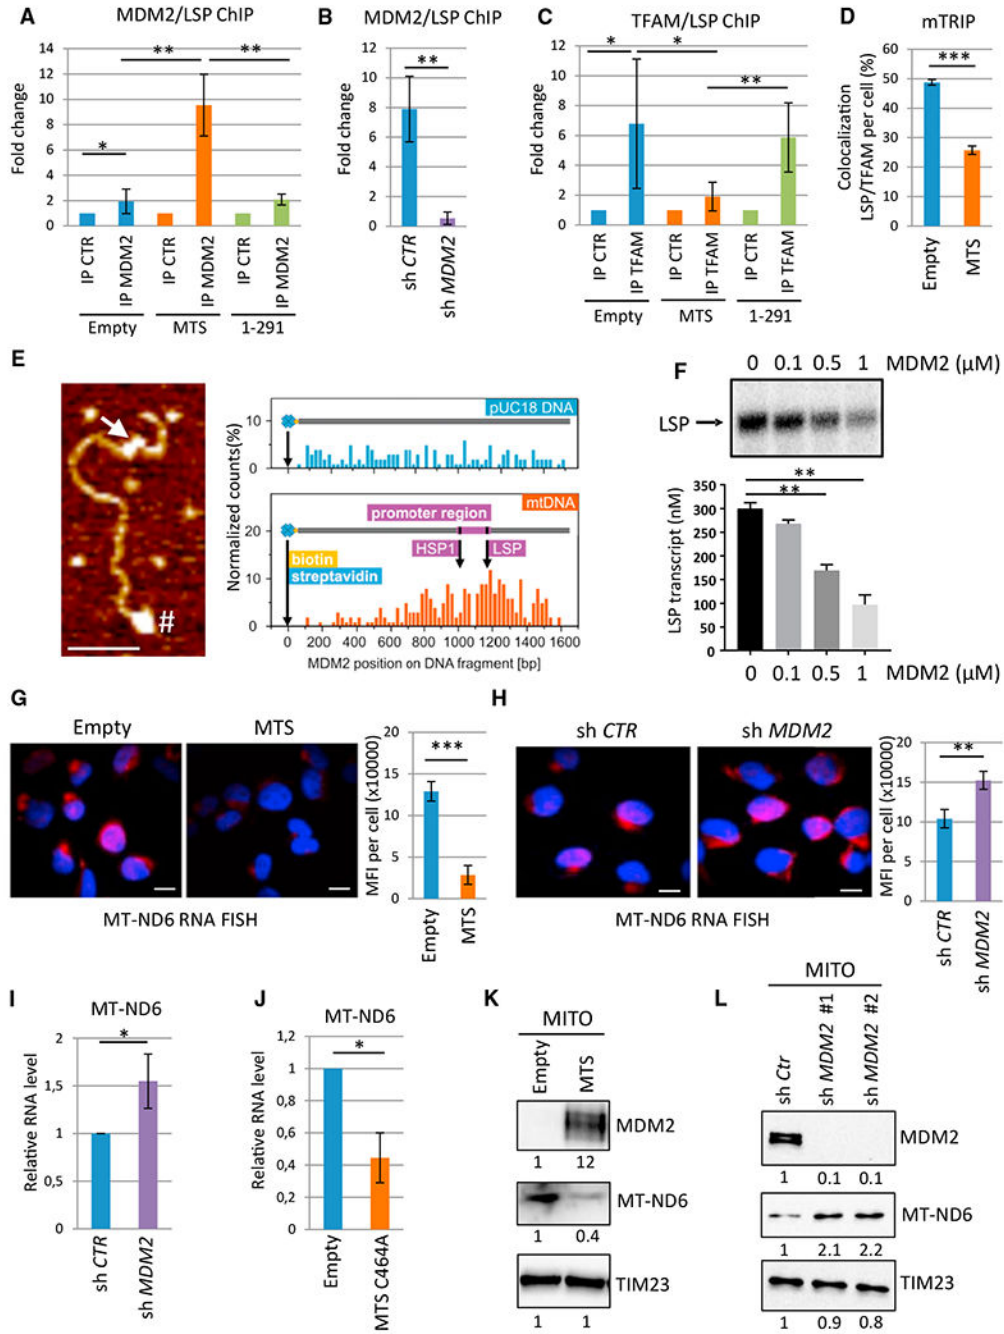 A
MDM2/LSP ChIP
Fold change
14
12
10
8
6
4
2
0
*
**
**
IP CTR
IP MDM2
IP CTR
IP MDM2
IP CTR
IP MDM2
Empty
MTS
1-291
B
MDM2/LSP ChIP
Fold change
12
10
8
6
4
2
0
**
sh CTR
sh MDM2
C
TFAM/LSP ChIP
Fold change
12
10
8
6
4
2
0
*
*
**
IP CTR
IP TFAM
IP CTR
IP TFAM
IP CTR
IP TFAM
Empty
MTS
1-291
D
mTRIP
Colocalization
LSP/TFAM per cell (%)
60
50
40
30
20
10
0
***
Empty
MTS
E
#
Normalized counts(%)
10
0
pUC18 DNA
mtDNA
promoter region
20
10
0
HSP1
LSP
biotin
streptavidin
0 200 400 600 800 1000 1200 1400 1600
MDM2 position on DNA fragment [bp]
F
0 0.1 0.5 1 MDM2 (µM)
LSP
LSP transcript (nM)
350
300
250
200
150
100
50
0
**
**
0 0.1 0.5 1 MDM2 (µM)
G
Empty
MTS
MT-ND6 RNA FISH
MFI per cell (x10000)
20
15
10
5
0
***
Empty
MTS
H
sh CTR
sh MDM2
MT-ND6 RNA FISH
MFI per cell (x10000)
20
15
10
5
0
**
sh CTR
sh MDM2
I
MT-ND6
Relative RNA level
2
1,5
1
0,5
0
*
sh CTR
sh MDM2
J
MT-ND6
Relative RNA level
1,2
1
0,8
0,6
0,4
0,2
0
*
Empty
MTS C464A
K
MITO
Empty
MTS
MDM2
1 12
MT-ND6
1 0.4
TIM23
1 1
L
MITO
sh Ctr
sh MDM2 #1
sh MDM2 #2
MDM2
1 0.1 0.1
MT-ND6
1 2.1 2.2
TIM23
1 0.9 0.8